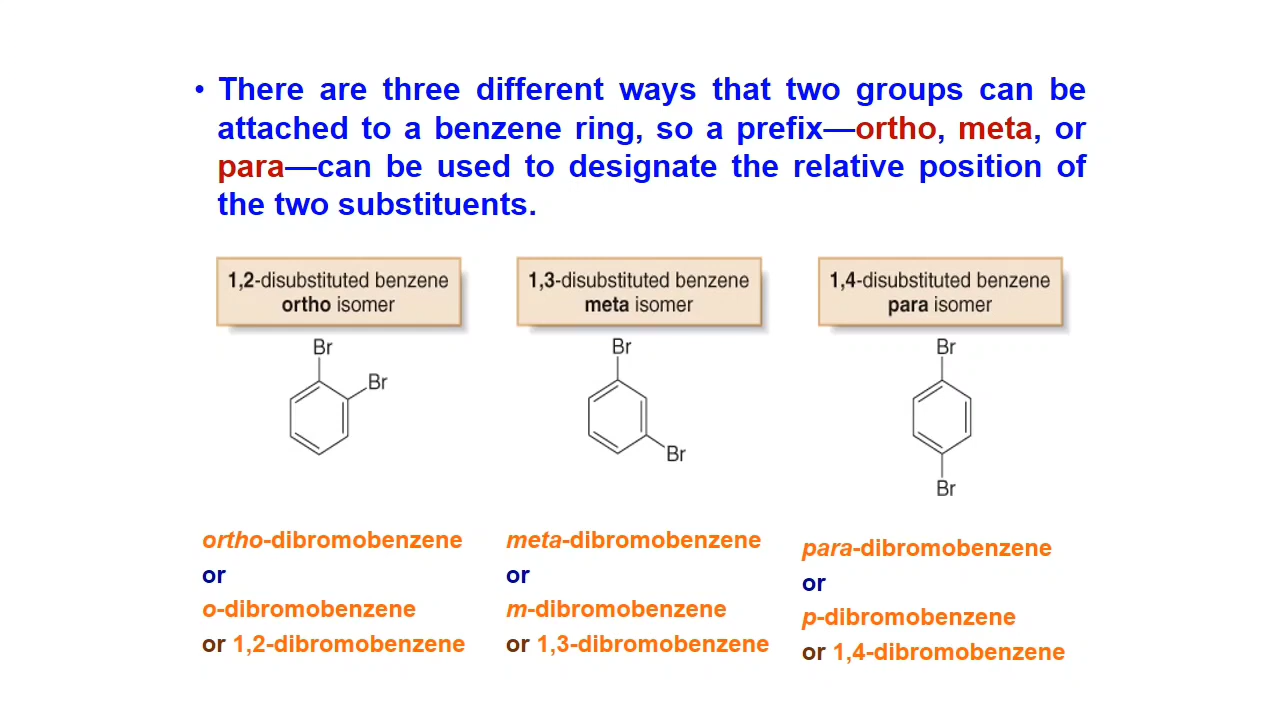 • There are three different ways that two groups can be
attached to a benzene ring, so a prefix—ortho, meta, or
para—can be used to designate the relative position of
the two substituents.
1,2-disubstituted benzene
ortho isomer
Br
Br
1,3-disubstituted benzene
meta isomer
Br
Br
1,4-disubstituted benzene
para isomer
Br
Br
ortho-dibromobenzene
or
o-dibromobenzene
or 1,2-dibromobenzene
meta-dibromobenzene
or
m-dibromobenzene
or 1,3-dibromobenzene
para-dibromobenzene
or
p-dibromobenzene
or 1,4-dibromobenzene